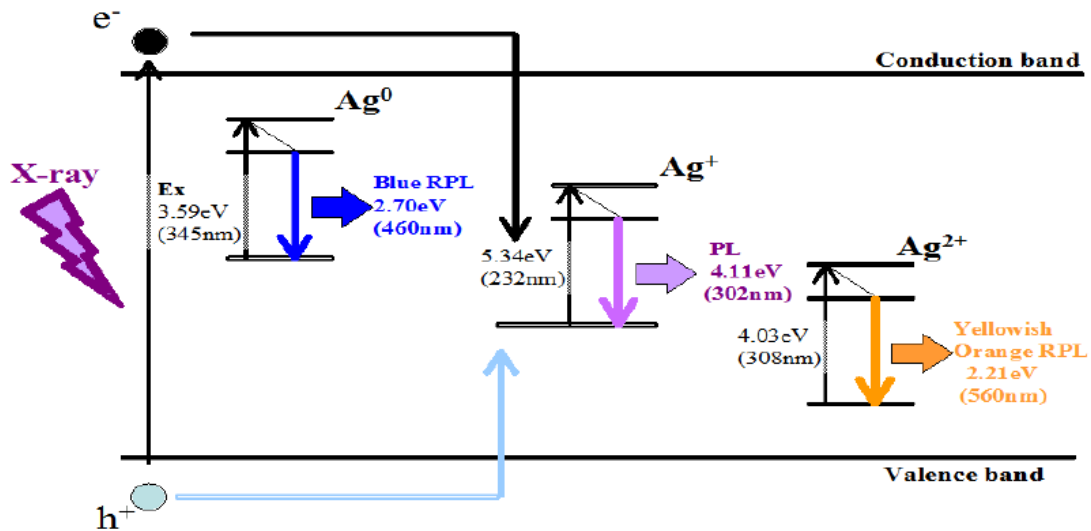 e⁻
Conduction band
Ag⁰
X-ray
Ex
3.59eV
(345nm)
Blue RPL
2.70eV
(460nm)
Ag⁺
5.34eV
(232nm)
PL
4.11eV
(302nm)
Ag²⁺
4.03eV
(308nm)
Yellowish
Orange RPL
2.21eV
(560nm)
Valence band
h⁺